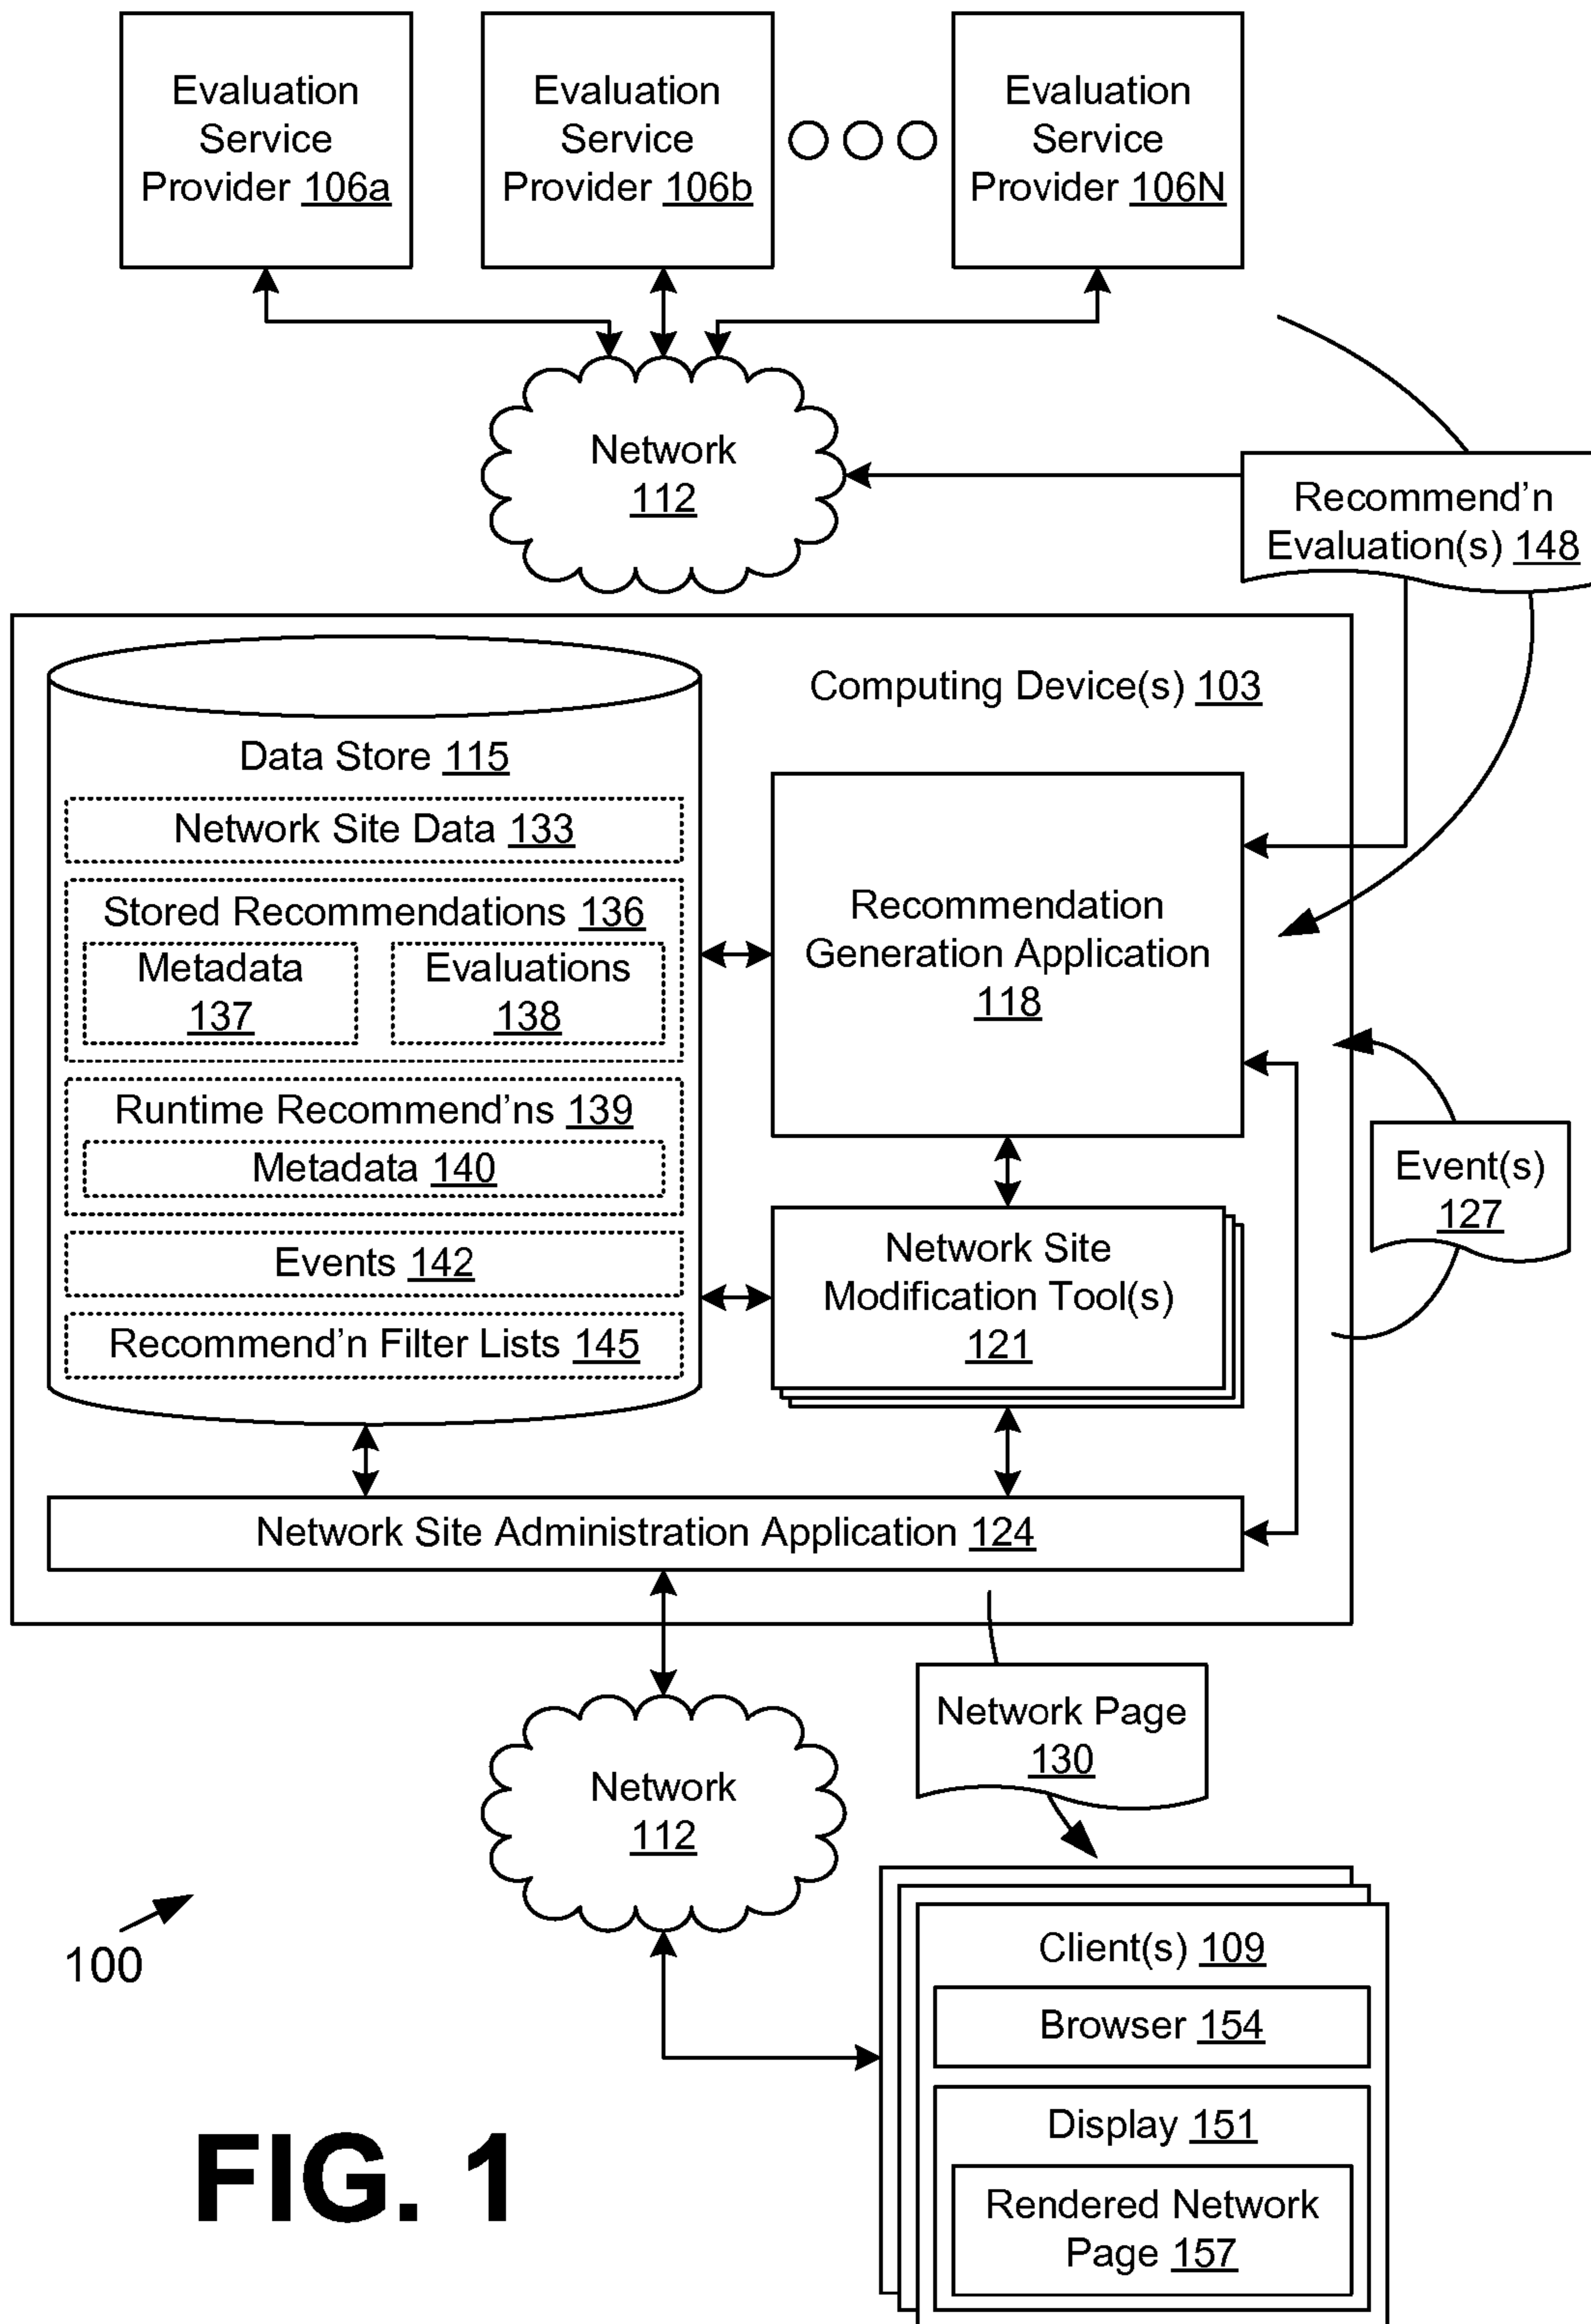 Evaluation
Service
Provider 106a
Evaluation
Service
Provider 106b
Evaluation
Service
Provider 106N
Network
112
Recommend'n
Evaluation(s) 148
Computing Device(s) 103
Data Store 115
Network Site Data 133
Stored Recommendations 136
Metadata
137
Evaluations
138
Runtime Recommend'ns 139
Metadata 140
Events 142
Recommend'n Filter Lists 145
Recommendation
Generation Application
118
Network Site
Modification Tool(s)
121
Event(s)
127
Network Site Administration Application 124
Network Page
130
Network
112
100
Client(s) 109
Browser 154
Display 151
Rendered Network
Page 157
FIG. 1